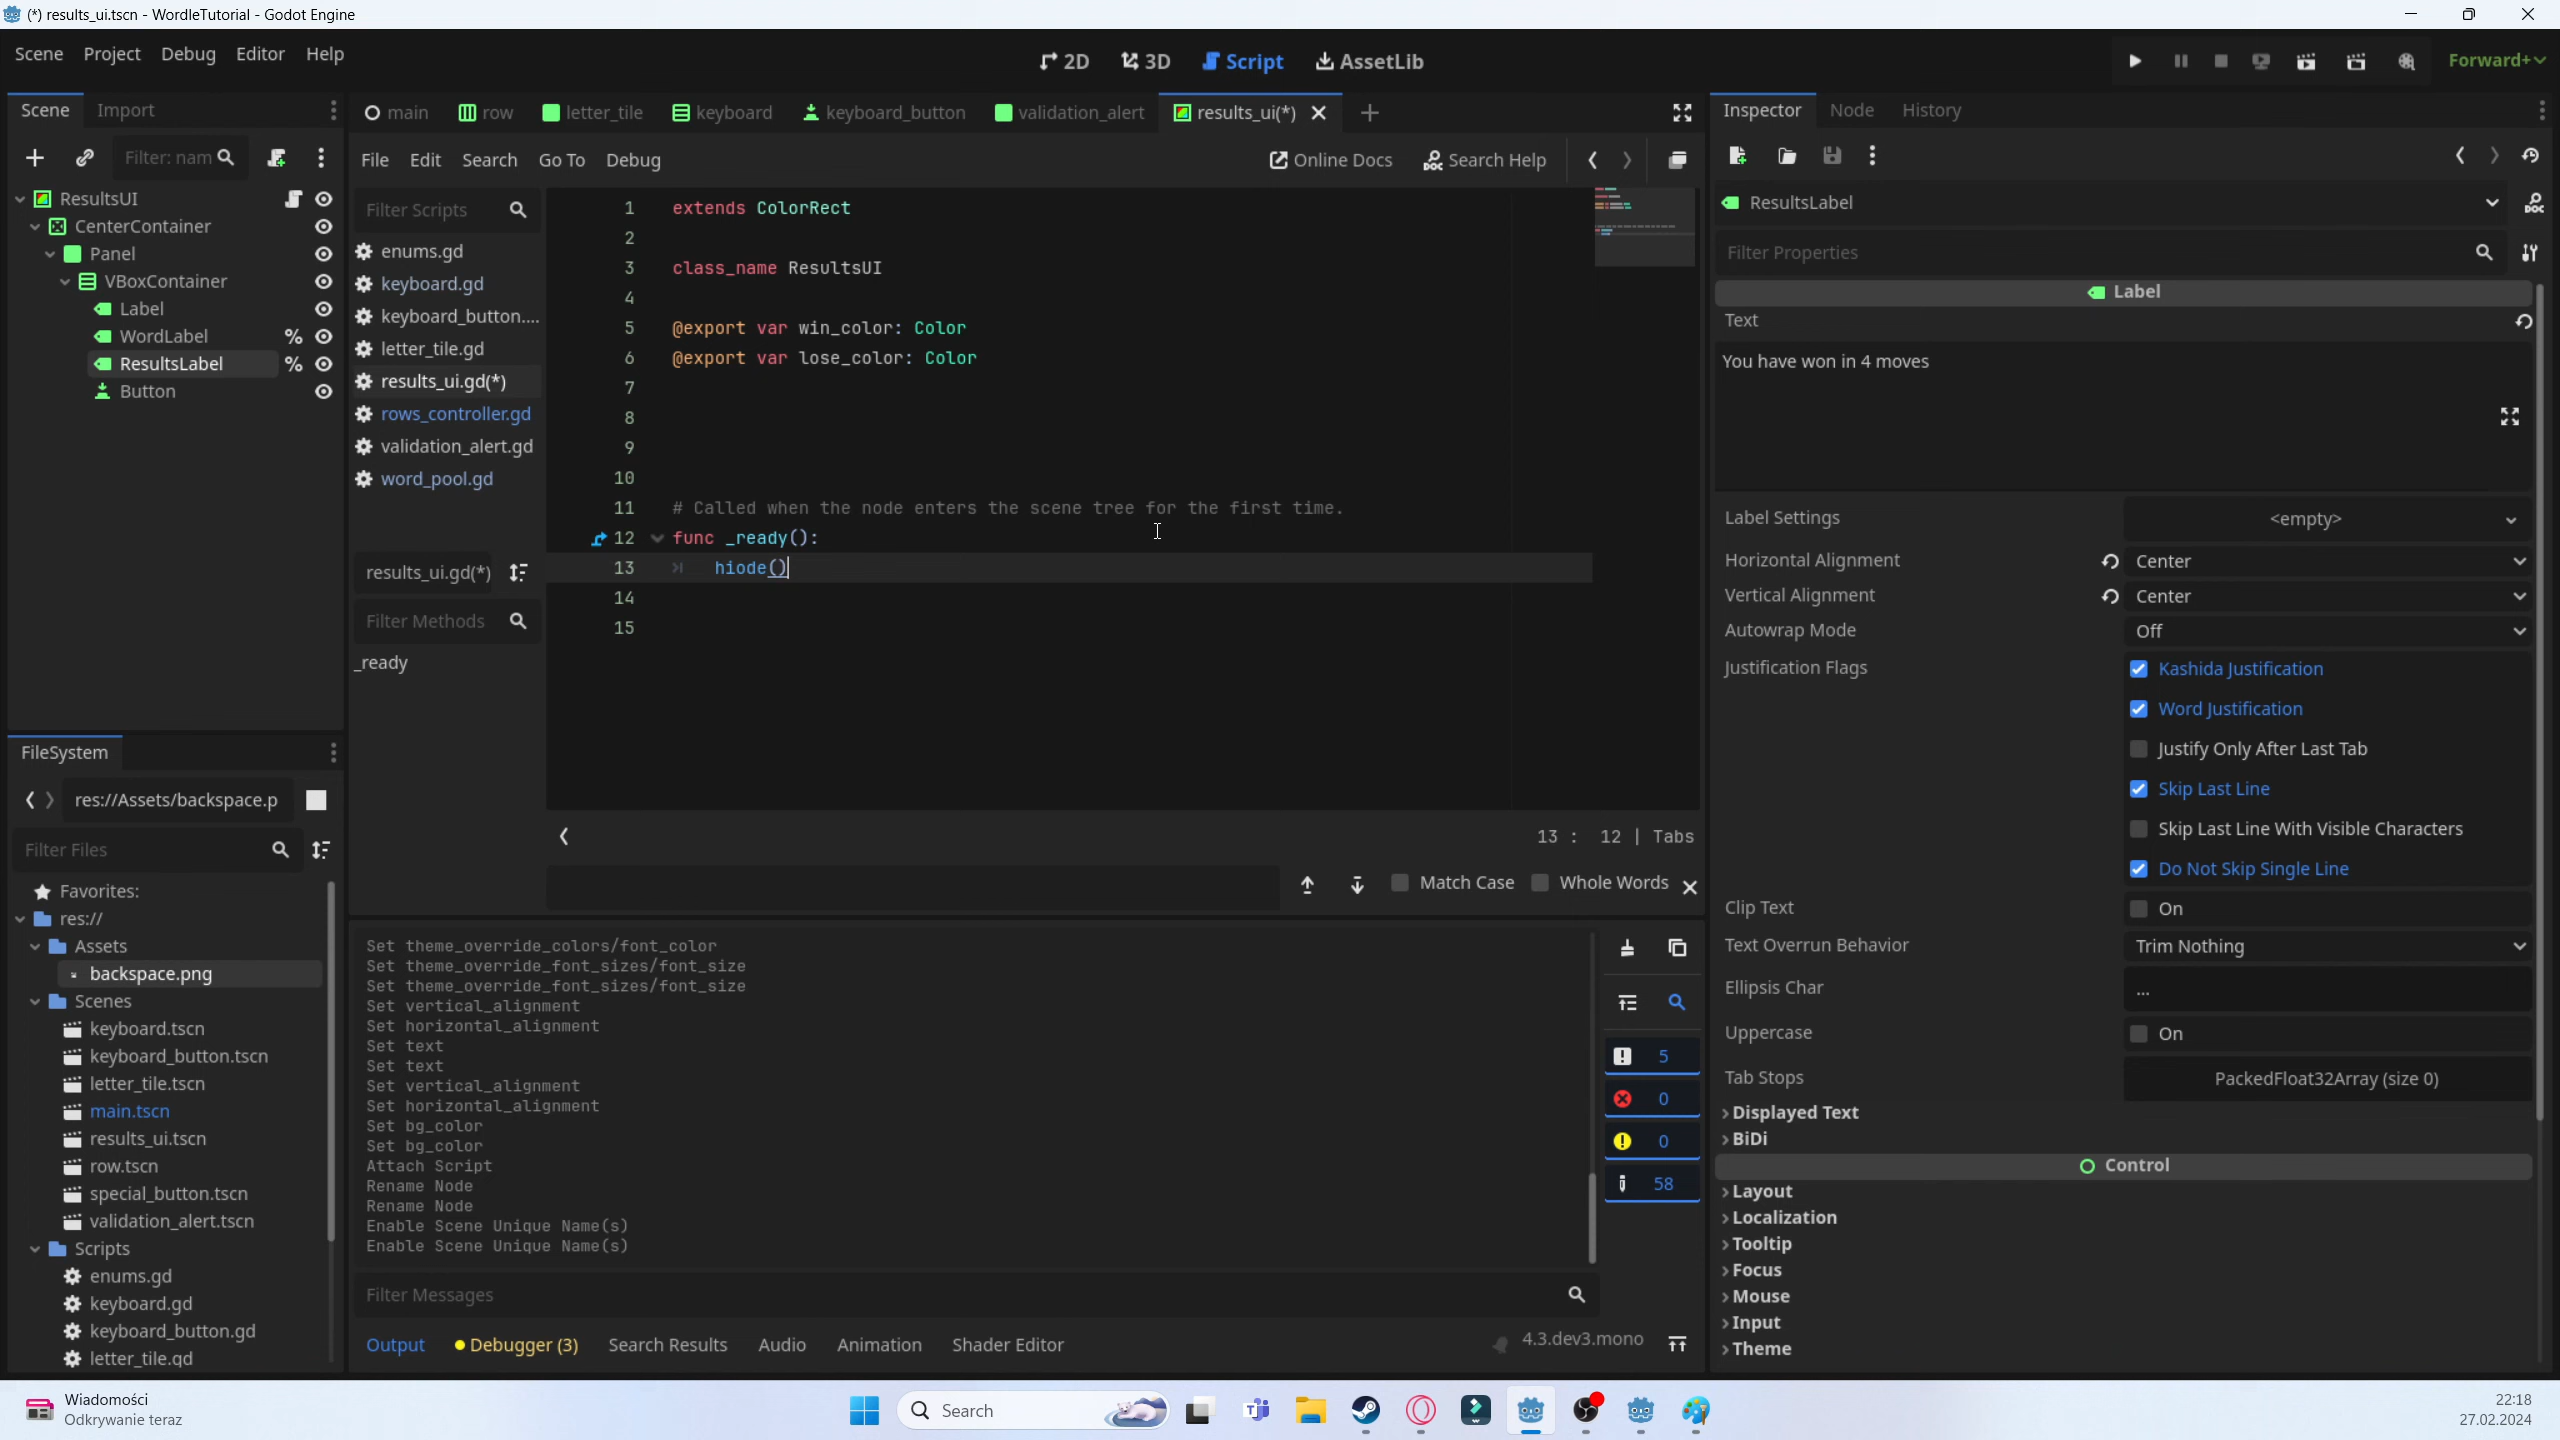 (*) results_ui.tscn - WordleTutorial - Godot Engine
Scene Project Debug Editor Help
2D 3D Script AssetLib
Forward+
Scene Import
main row letter_tile keyboard keyboard_button validation_alert results_ui(*)
Inspector Node History
Filter: nam
File Edit Search Go To Debug
Online Docs Search Help
ResultsUI
CenterContainer
Panel
VBoxContainer
Label
WordLabel %
ResultsLabel %
Button
Filter Scripts
enums.gd
keyboard.gd
keyboard_button....
letter_tile.gd
results_ui.gd(*)
rows_controller.gd
validation_alert.gd
word_pool.gd
results_ui.gd(*)
Filter Methods
_ready
1 extends ColorRect
2
3 class_name ResultsUI
4
5 @export var win_color: Color
6 @export var lose_color: Color
7
8
9
10
11 # Called when the node enters the scene tree for the first time.
12 func _ready():
13 hiode()
14
15
13 : 12 | Tabs
Match Case Whole Words
FileSystem
res://Assets/backspace.p
Filter Files
Favorites:
res://
Assets
backspace.png
Scenes
keyboard.tscn
keyboard_button.tscn
letter_tile.tscn
main.tscn
results_ui.tscn
row.tscn
special_button.tscn
validation_alert.tscn
Scripts
enums.gd
keyboard.gd
keyboard_button.gd
letter_tile.gd
Set theme_override_colors/font_color
Set theme_override_font_sizes/font_size
Set theme_override_font_sizes/font_size
Set vertical_alignment
Set horizontal_alignment
Set text
Set text
Set vertical_alignment
Set horizontal_alignment
Set bg_color
Set bg_color
Attach Script
Rename Node
Rename Node
Enable Scene Unique Name(s)
Enable Scene Unique Name(s)
5
0
0
58
Filter Messages
Output Debugger (3) Search Results Audio Animation Shader Editor
4.3.dev3.mono
ResultsLabel
Filter Properties
Label
Text
You have won in 4 moves
Label Settings <empty>
Horizontal Alignment Center
Vertical Alignment Center
Autowrap Mode Off
Justification Flags Kashida Justification
Word Justification
Justify Only After Last Tab
Skip Last Line
Skip Last Line With Visible Characters
Do Not Skip Single Line
Clip Text On
Text Overrun Behavior Trim Nothing
Ellipsis Char ...
Uppercase On
Tab Stops PackedFloat32Array (size 0)
Displayed Text
BiDi
Control
Layout
Localization
Tooltip
Focus
Mouse
Input
Theme
Wiadomości
Odkrywanie teraz
Search
22:18
27.02.2024